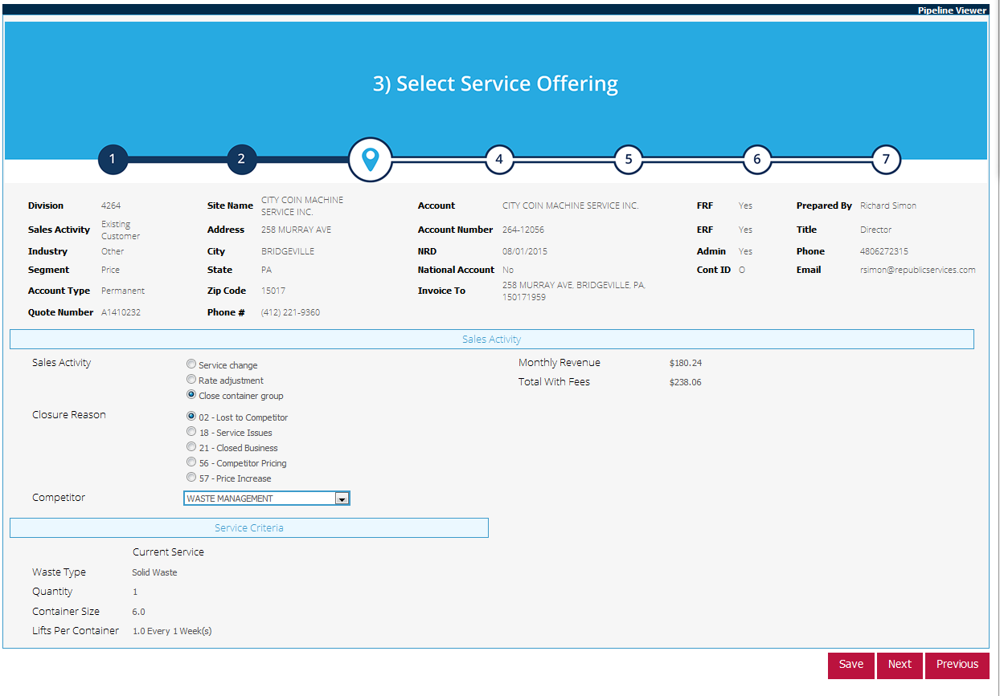 Pipeline Viewer
3) Select Service Offering
1 2 4 5 6 7
Division 4264 Site Name CITY COIN MACHINE SERVICE INC. Account CITY COIN MACHINE SERVICE INC. FRF Yes Prepared By Richard Simon
Sales Activity Existing Customer Address 258 MURRAY AVE Account Number 264-12056 ERF Yes Title Director
Industry Other City BRIDGEVILLE NRD 08/01/2015 Admin Yes Phone 4806272315
Segment Price State PA National Account No Cont ID O Email rsimon@republicservices.com
Account Type Permanent Zip Code 15017 Invoice To 258 MURRAY AVE, BRIDGEVILLE, PA, 150171959
Quote Number A1410232 Phone # (412) 221-9360
Sales Activity
Sales Activity Service change Monthly Revenue $180.24
Rate adjustment Total With Fees $238.06
Close container group
Closure Reason 02 - Lost to Competitor
18 - Service Issues
21 - Closed Business
56 - Competitor Pricing
57 - Price Increase
Competitor WASTE MANAGEMENT
Service Criteria
Current Service
Waste Type Solid Waste
Quantity 1
Container Size 6.0
Lifts Per Container 1.0 Every 1 Week(s)
Save Next Previous